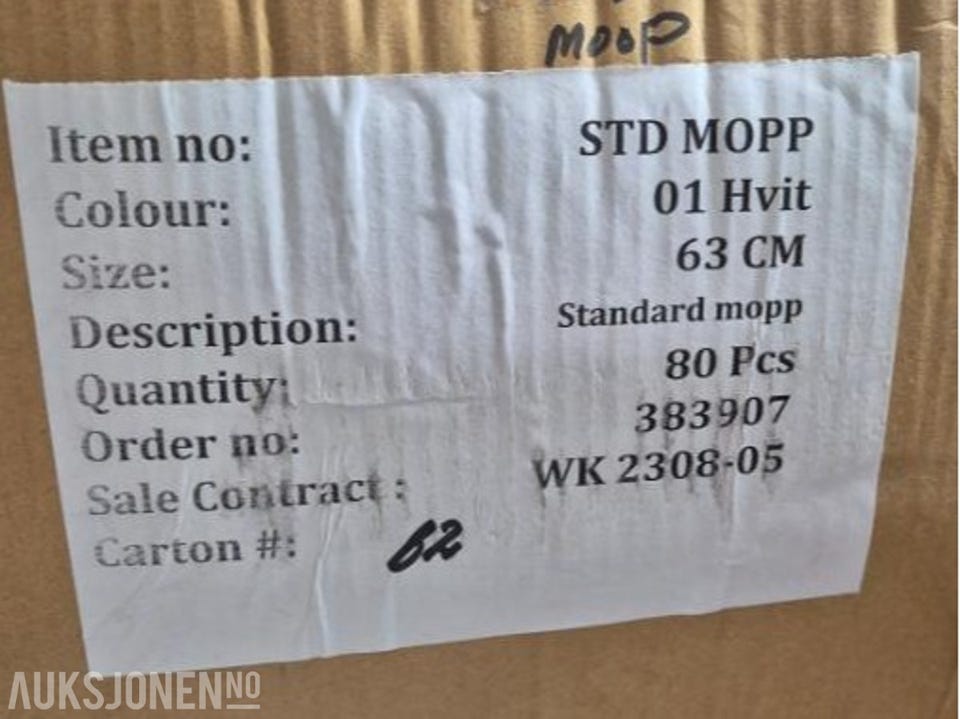 MOOP
Item no: STD MOPP
Colour: 01 Hvit
Size: 63 CM
Description: Standard mopp
Quantity: 80 Pcs
Order no: 383907
Sale Contract : WK 2308-05
Carton #: 62
AUKSJONEN NO